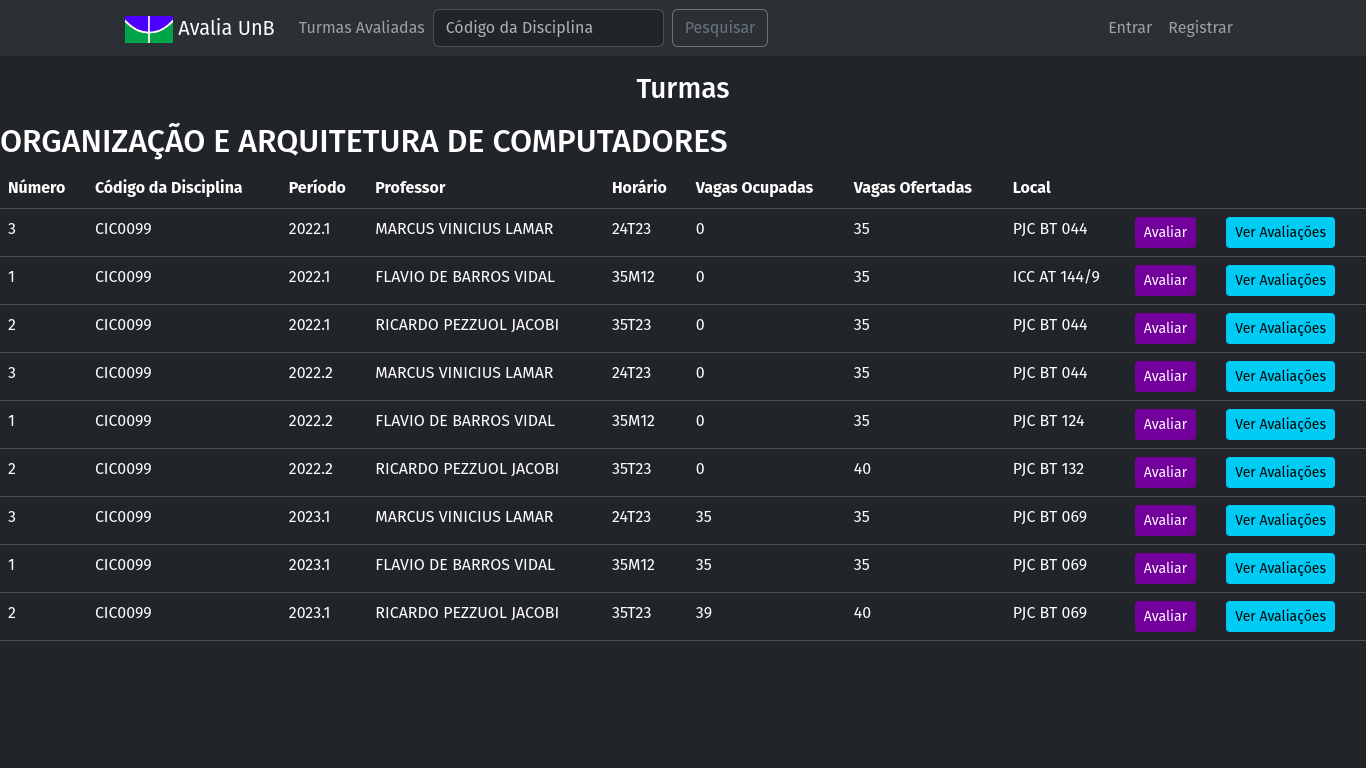 Avalia UnB Turmas Avaliadas Código da Disciplina Pesquisar Entrar Registrar
Turmas
ORGANIZAÇÃO E ARQUITETURA DE COMPUTADORES
Número Código da Disciplina Período Professor Horário Vagas Ocupadas Vagas Ofertadas Local
3 CIC0099 2022.1 MARCUS VINICIUS LAMAR 24T23 0 35 PJC BT 044 Avaliar Ver Avaliações
1 CIC0099 2022.1 FLAVIO DE BARROS VIDAL 35M12 0 35 ICC AT 144/9 Avaliar Ver Avaliações
2 CIC0099 2022.1 RICARDO PEZZUOL JACOBI 35T23 0 35 PJC BT 044 Avaliar Ver Avaliações
3 CIC0099 2022.2 MARCUS VINICIUS LAMAR 24T23 0 35 PJC BT 044 Avaliar Ver Avaliações
1 CIC0099 2022.2 FLAVIO DE BARROS VIDAL 35M12 0 35 PJC BT 124 Avaliar Ver Avaliações
2 CIC0099 2022.2 RICARDO PEZZUOL JACOBI 35T23 0 40 PJC BT 132 Avaliar Ver Avaliações
3 CIC0099 2023.1 MARCUS VINICIUS LAMAR 24T23 35 35 PJC BT 069 Avaliar Ver Avaliações
1 CIC0099 2023.1 FLAVIO DE BARROS VIDAL 35M12 35 35 PJC BT 069 Avaliar Ver Avaliações
2 CIC0099 2023.1 RICARDO PEZZUOL JACOBI 35T23 39 40 PJC BT 069 Avaliar Ver Avaliações